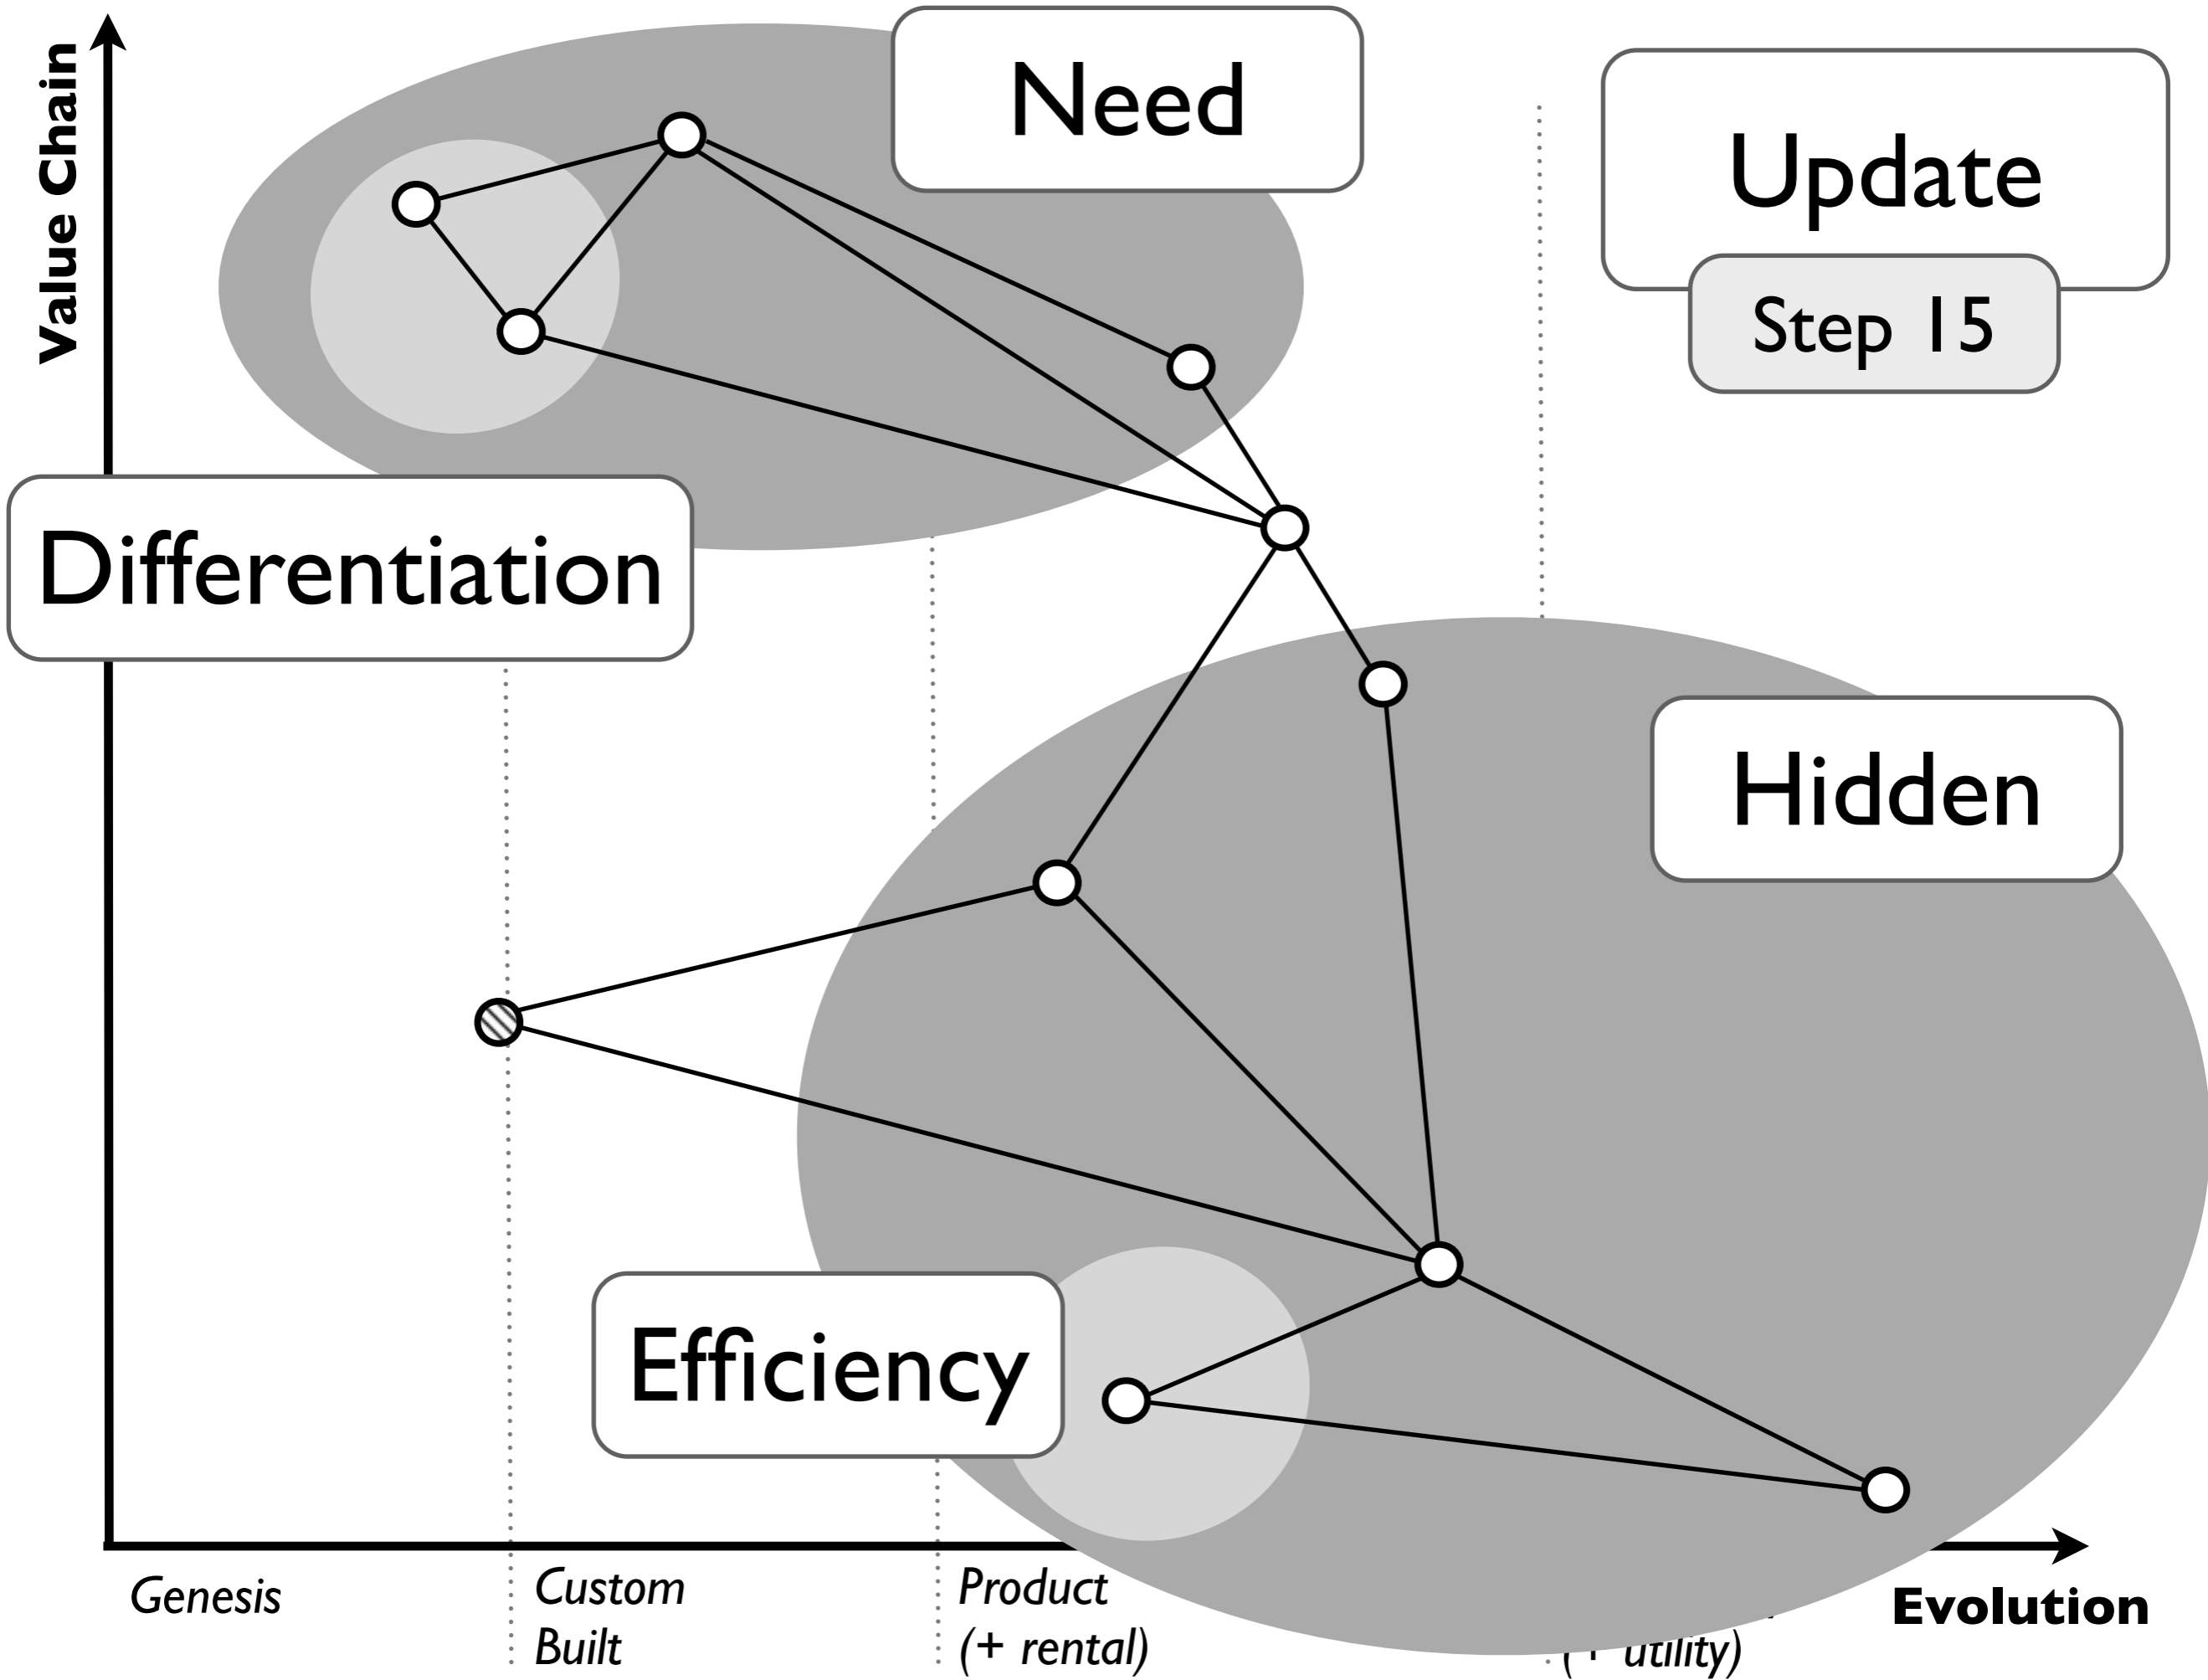 Value Chain
Need
Update
Step 15
Differentiation
Hidden
Efficiency
Genesis
Custom
Built
Product
(+ rental)
(+ utility)
Evolution